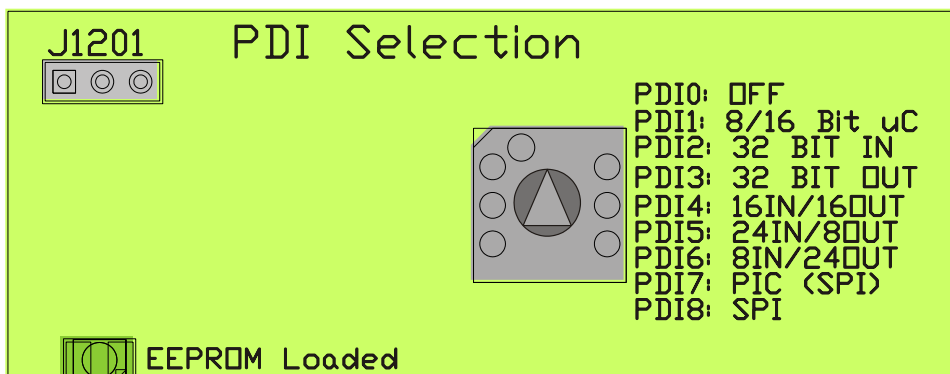 J1201
PDI Selection
PDI0: OFF
PDI1: 8/16 Bit uC
PDI2: 32 BIT IN
PDI3: 32 BIT OUT
PDI4: 16IN/16OUT
PDI5: 24IN/8OUT
PDI6: 8IN/24OUT
PDI7: PIC (SPI)
PDI8: SPI
EEPROM Loaded